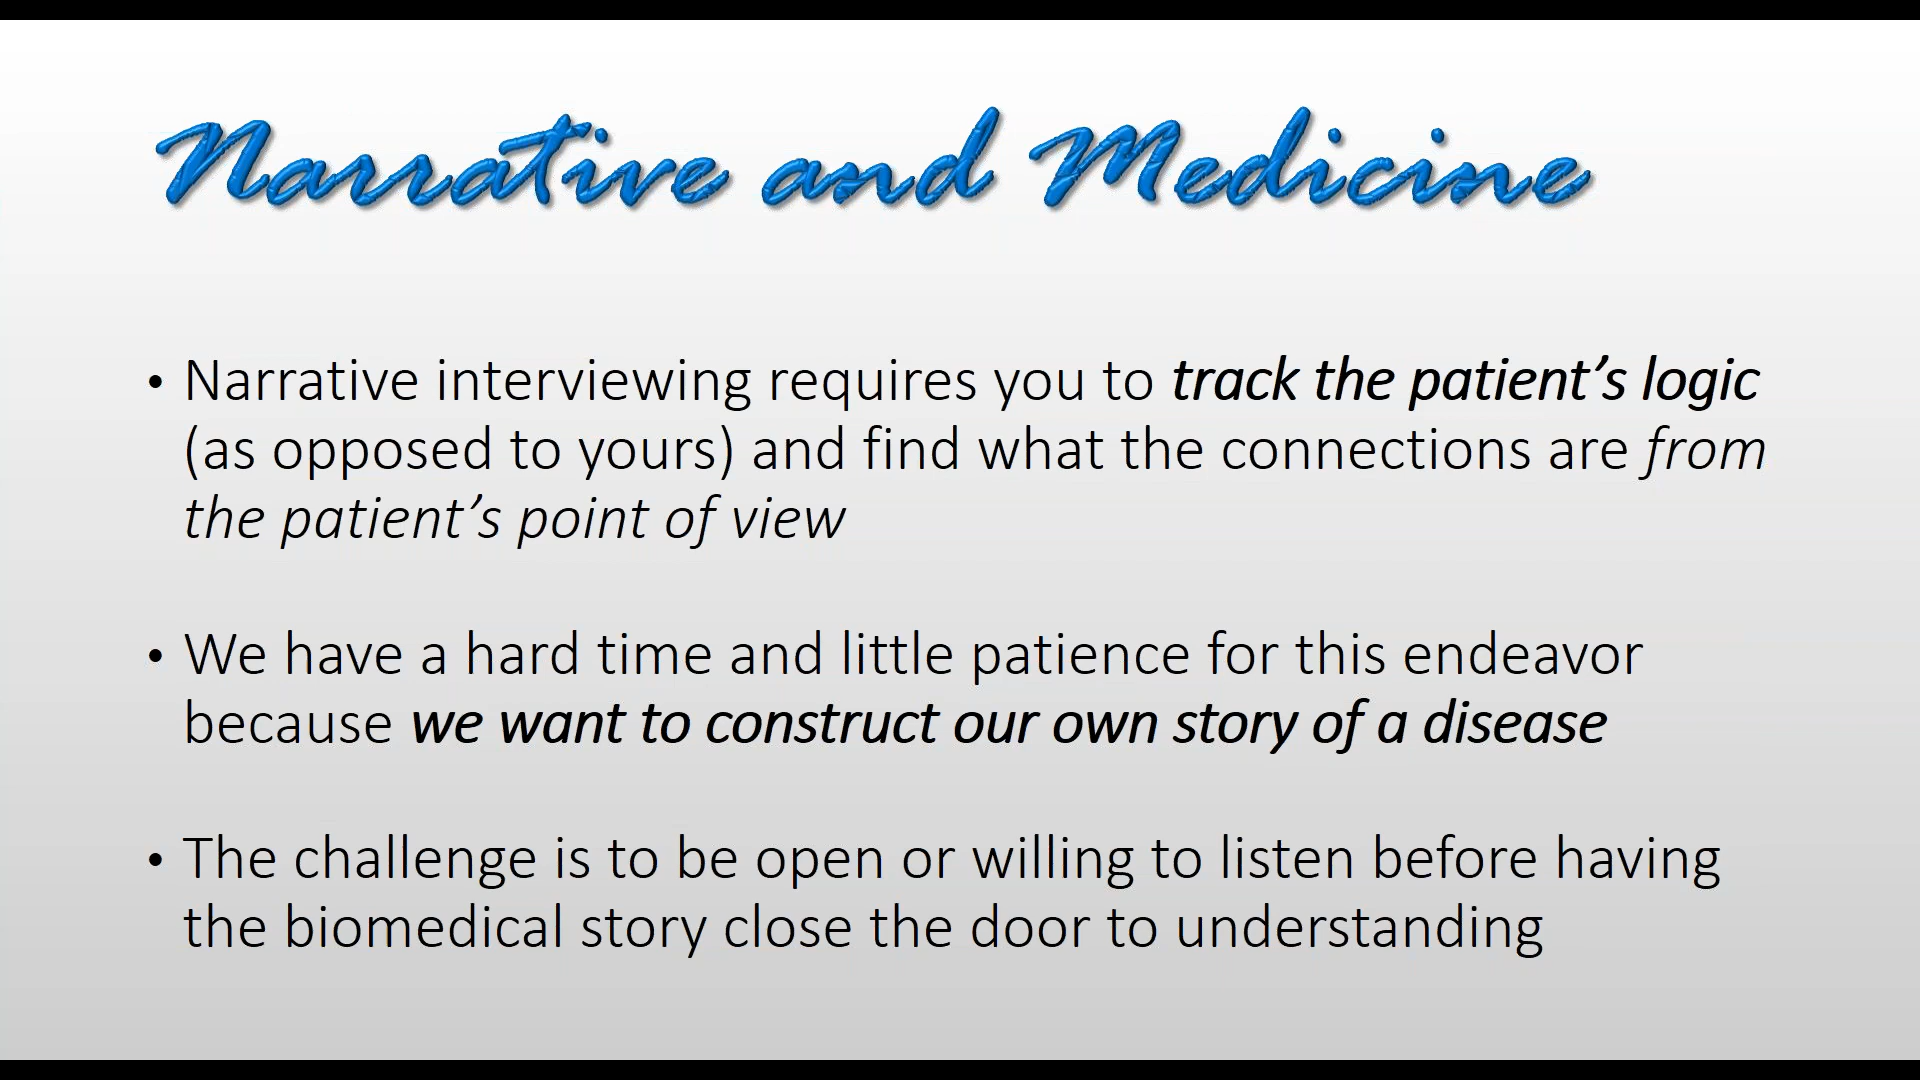 Narrative and Medicine
• Narrative interviewing requires you to track the patient’s logic
(as opposed to yours) and find what the connections are from
the patient’s point of view
• We have a hard time and little patience for this endeavor
because we want to construct our own story of a disease
• The challenge is to be open or willing to listen before having
the biomedical story close the door to understanding